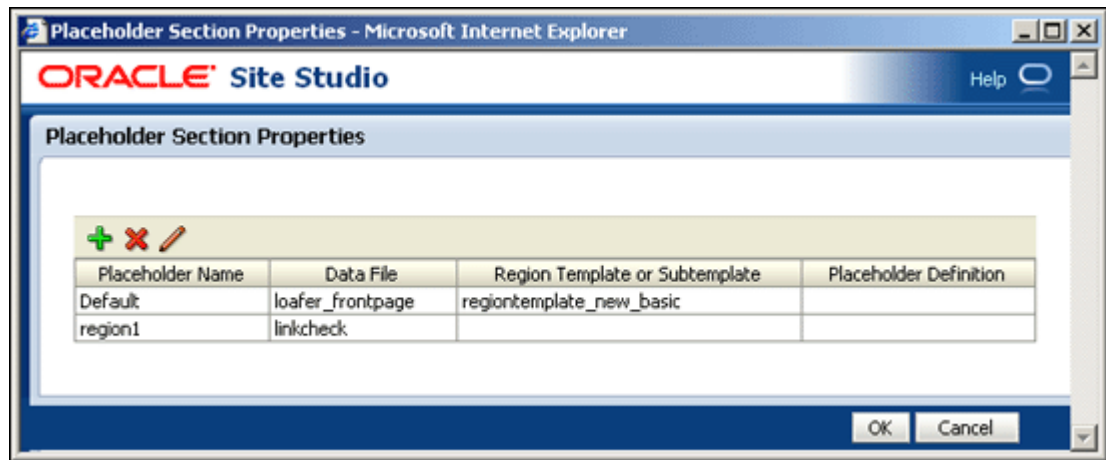 Placeholder Section Properties - Microsoft Internet Explorer
ORACLE Site Studio Help
Placeholder Section Properties
Placeholder Name Data File Region Template or Subtemplate Placeholder Definition
Default loafer_frontpage regiontemplate_new_basic
region1 linkcheck
OK Cancel